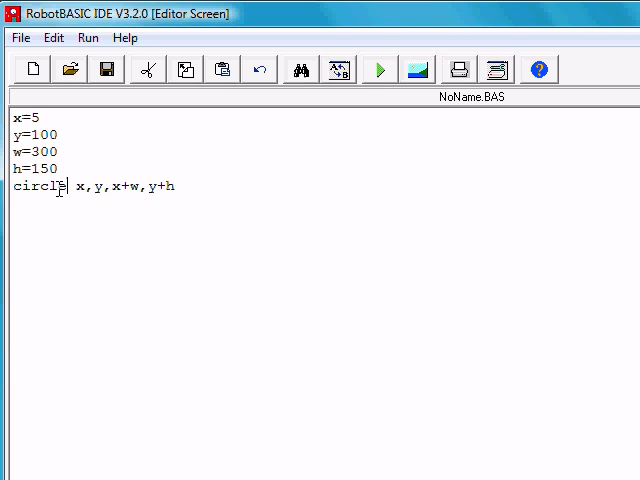 RobotBASIC IDE V3.2.0 [Editor Screen]
File Edit Run Help
A B
?
NoName.BAS
x=5
y=100
w=300
h=150
circle x,y,x+w,y+h